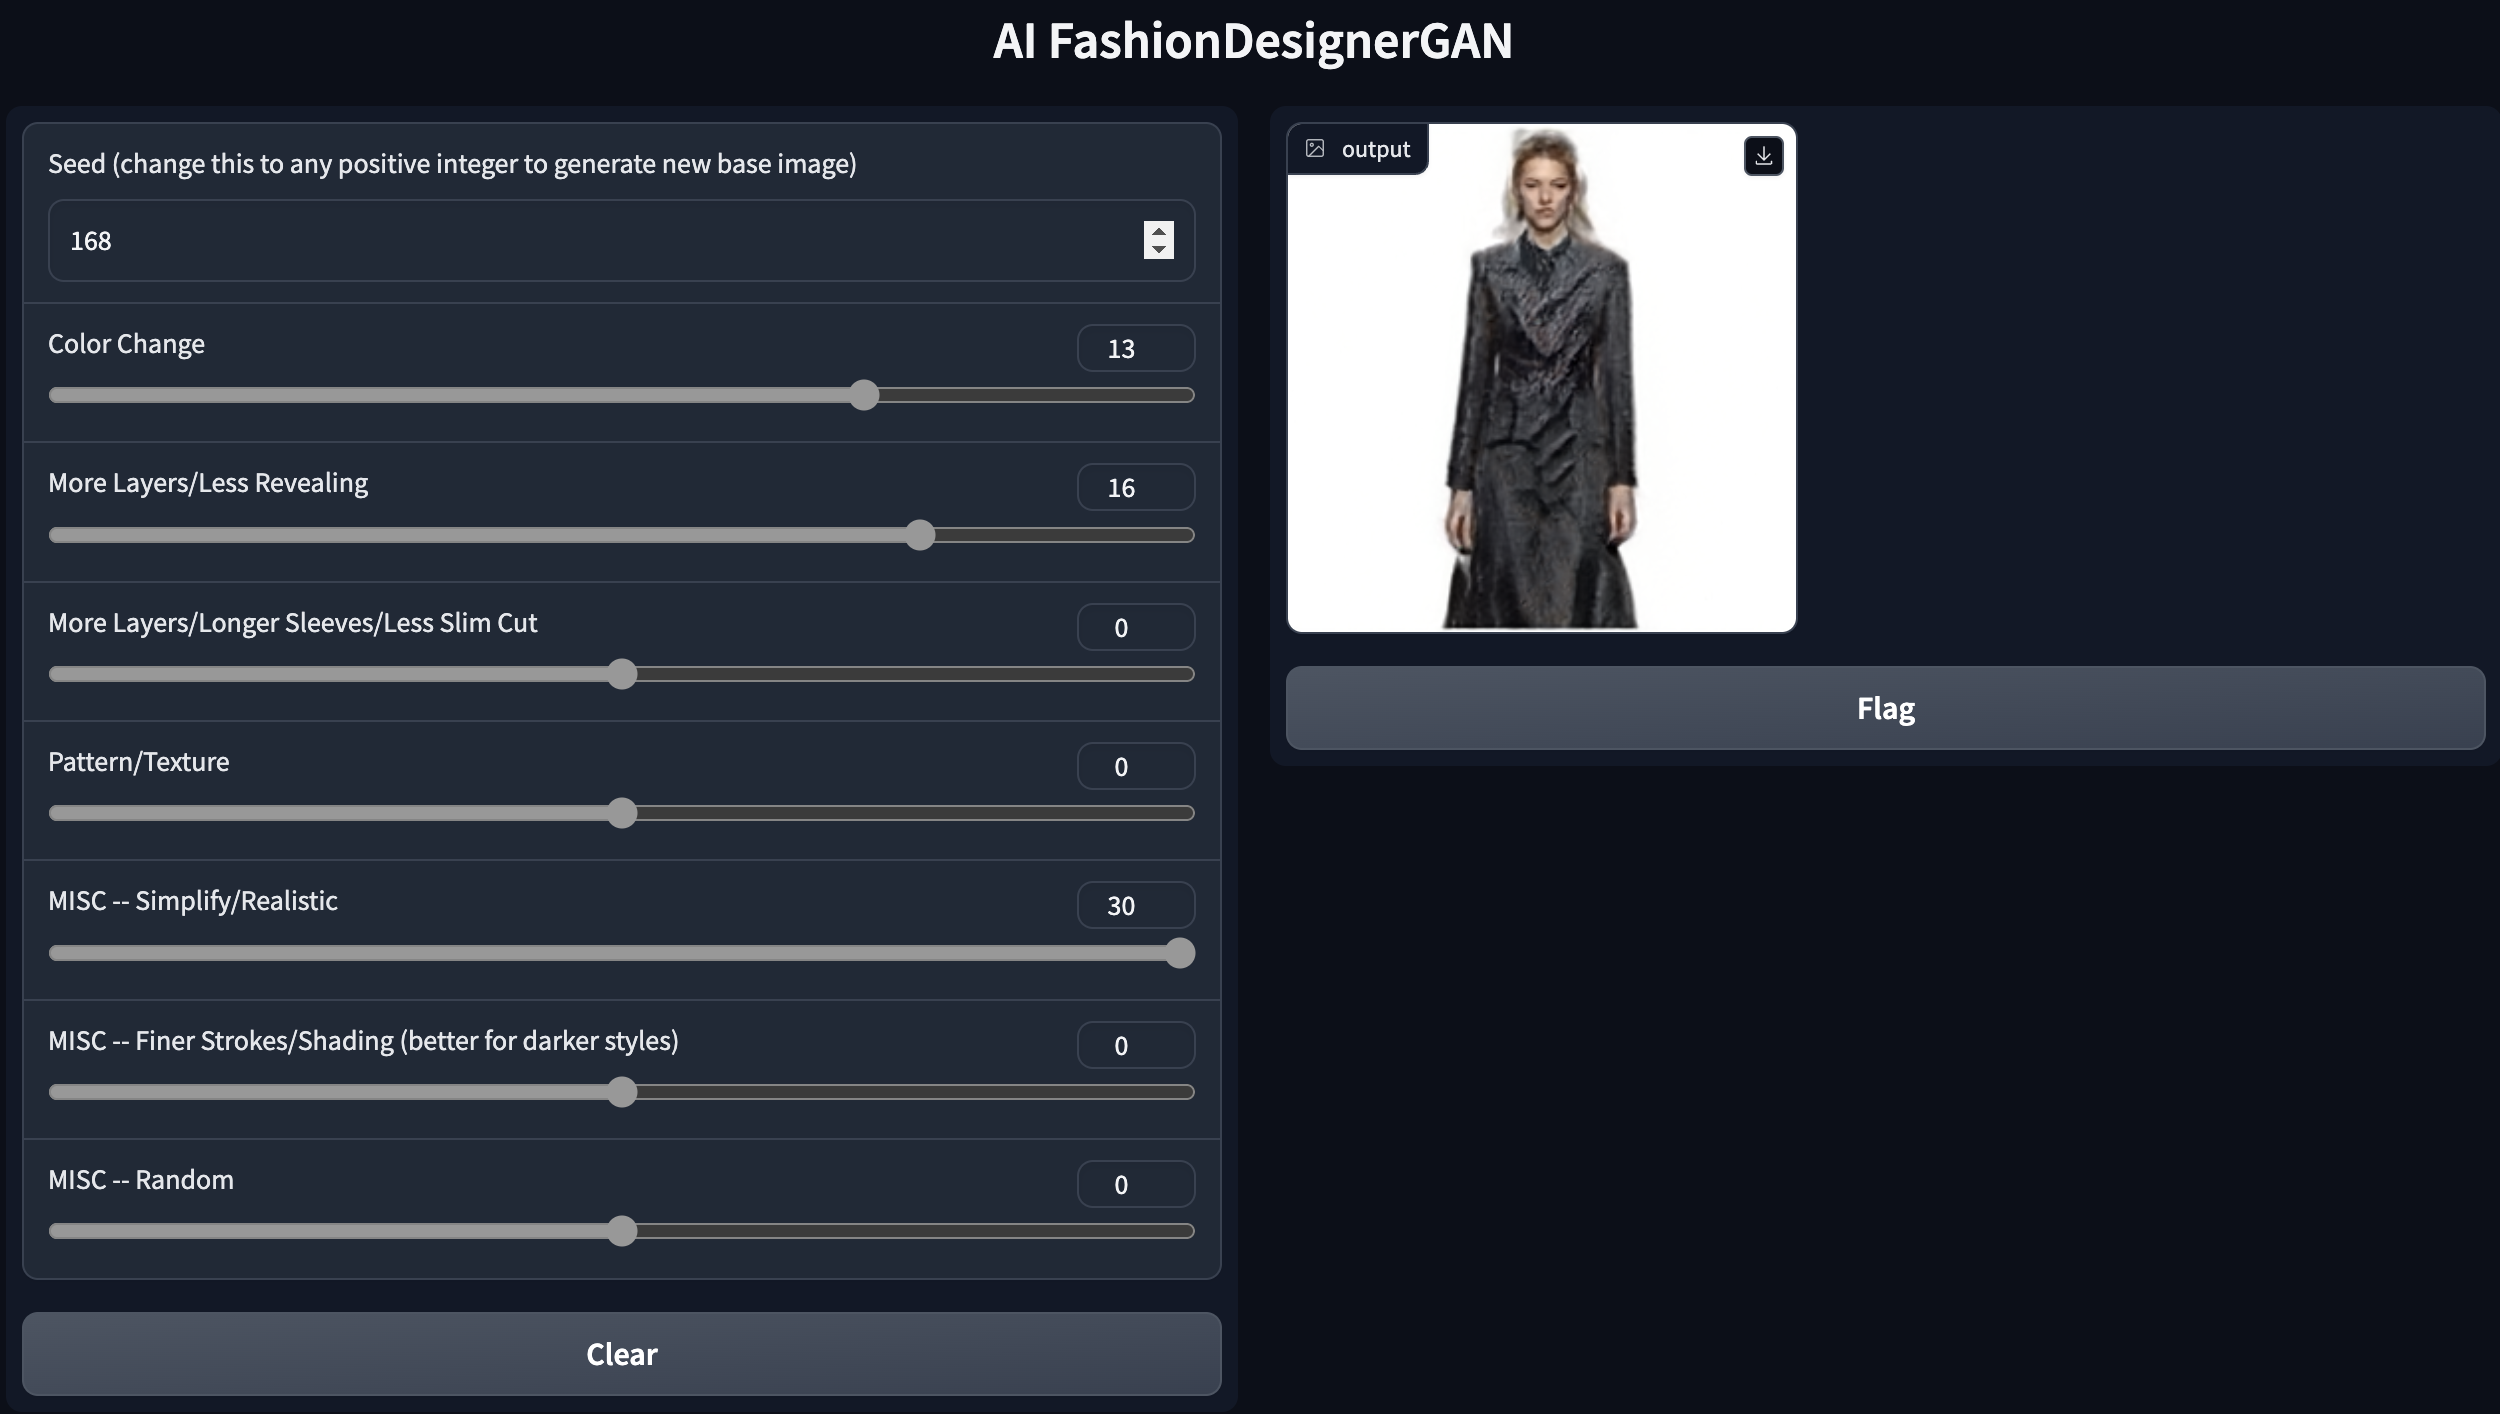 AI FashionDesignerGAN
Seed (change this to any positive integer to generate new base image)
168
Color Change
13
More Layers/Less Revealing
16
More Layers/Longer Sleeves/Less Slim Cut
0
Pattern/Texture
0
MISC -- Simplify/Realistic
30
MISC -- Finer Strokes/Shading (better for darker styles)
0
MISC -- Random
0
Clear
output
Flag